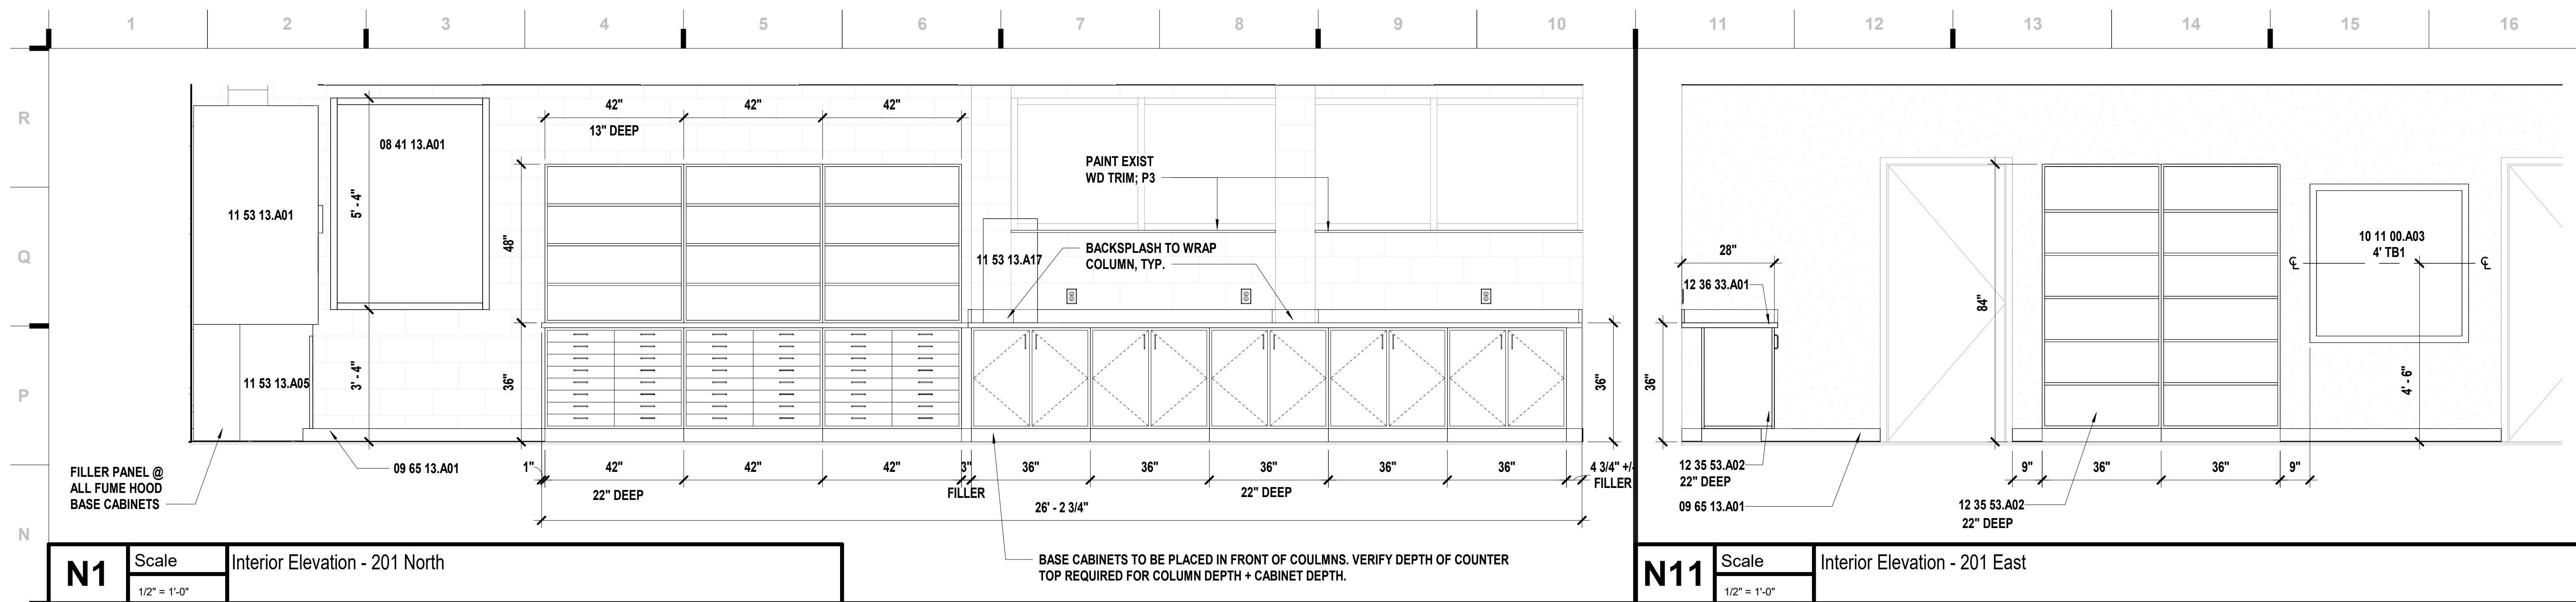 1 2 3 4 5 6 7 8 9 10 11 12 13 14 15 16
R
Q
P
N
42" 42" 42"
13" DEEP
08 41 13.A01
11 53 13.A01
5' - 4"
48"
PAINT EXIST
WD TRIM; P3
BACKSPLASH TO WRAP
COLUMN, TYP.
11 53 13.A17
11 53 13.A05
3' - 4"
36"
36"
FILLER PANEL @
ALL FUME HOOD
BASE CABINETS
09 65 13.A01
1" 42" 42" 42" 3" 36" 36" 36" 36" 36" 4 3/4" +/-
22" DEEP FILLER 22" DEEP FILLER
26' - 2 3/4"
BASE CABINETS TO BE PLACED IN FRONT OF COULMNS. VERIFY DEPTH OF COUNTER
TOP REQUIRED FOR COLUMN DEPTH + CABINET DEPTH.
N1
Scale
1/2" = 1'-0"
Interior Elevation - 201 North
28"
12 36 33.A01
36"
84"
10 11 00.A03
4' TB1
℄ ℄
4' - 6"
12 35 53.A02
22" DEEP
09 65 13.A01
9" 36" 36" 9"
12 35 53.A02
22" DEEP
N11
Scale
1/2" = 1'-0"
Interior Elevation - 201 East